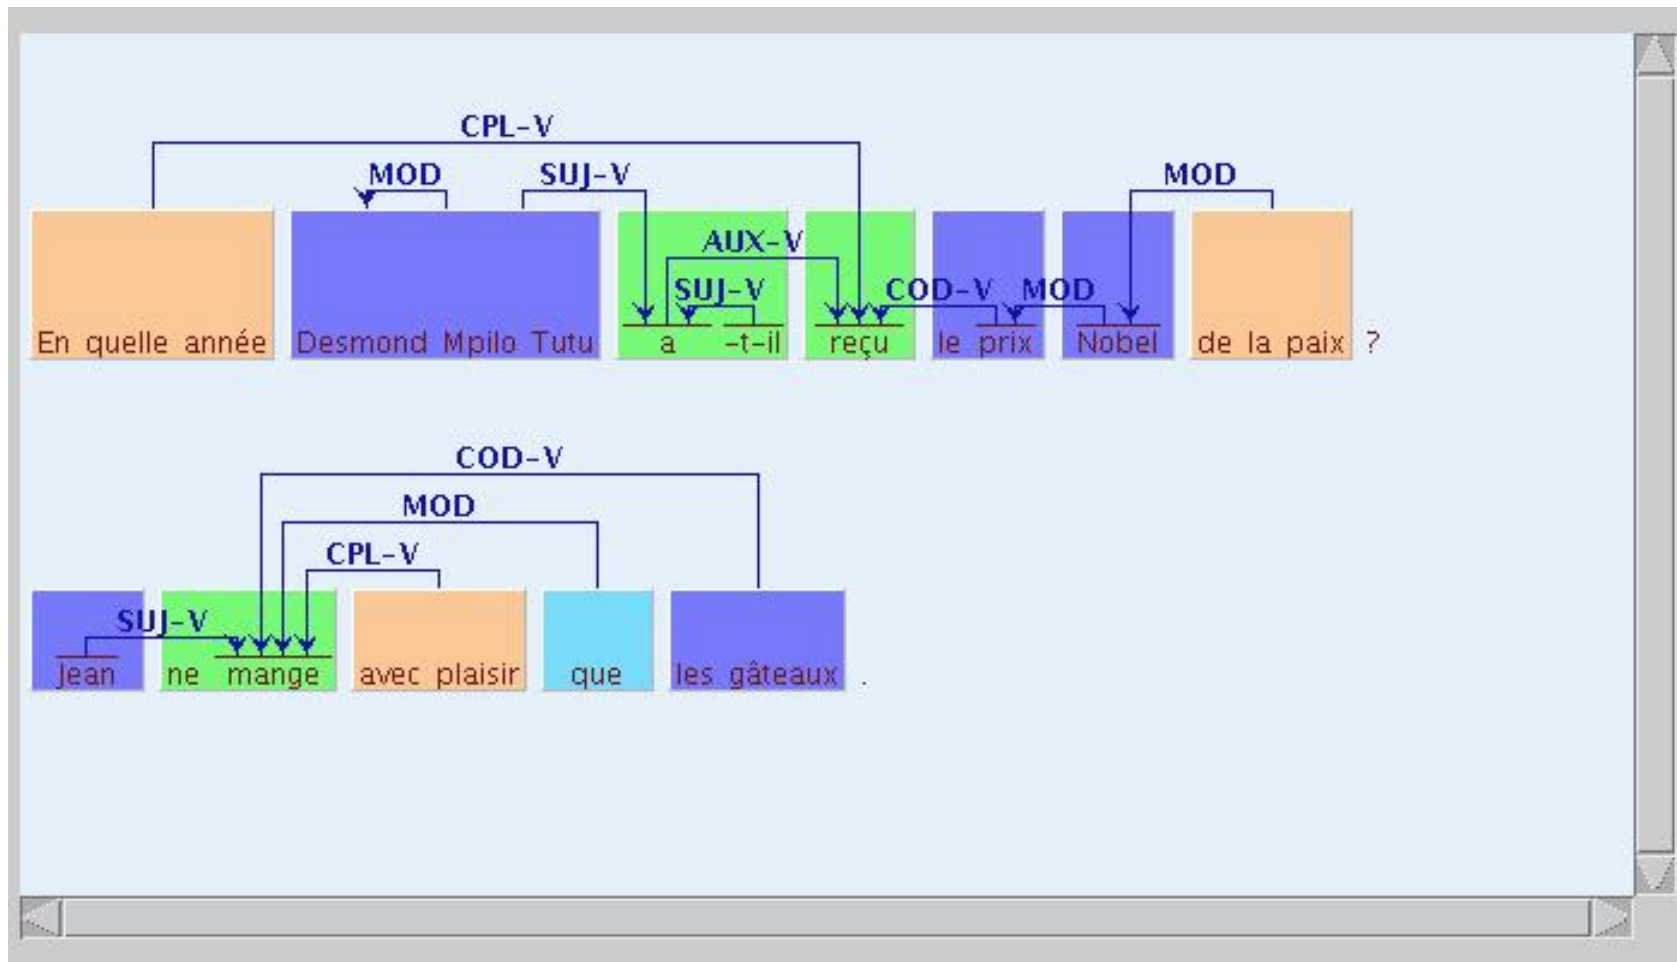 CPL-V
MOD SUJ-V MOD
AUX-V
SUJ-V COD-V MOD
En quelle année Desmond Mpilo Tutu a -t-il reçu le prix Nobel de la paix ?
COD-V
MOD
CPL-V
SUJ-V
Jean ne mange avec plaisir que les gâteaux .